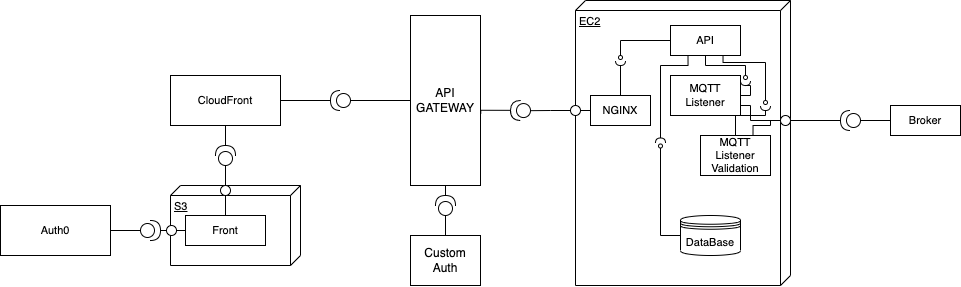 EC2
API
MQTT
Listener
API
GATEWAY
CloudFront
NGINX
Broker
MQTT
Listener
Validation
S3
Auth0
Front
DataBase
Custom
Auth